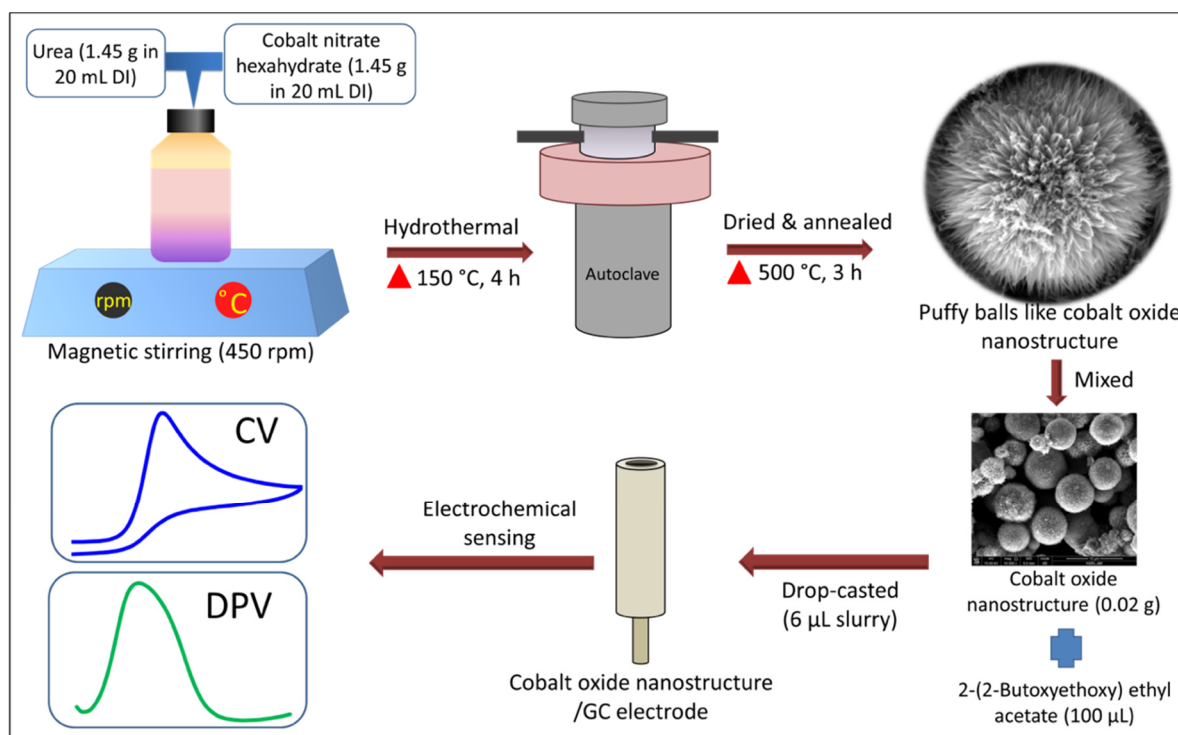 Urea (1.45 g in
20 mL DI)
Cobalt nitrate
hexahydrate (1.45 g
in 20 mL DI)
rpm
°C
Magnetic stirring (450 rpm)
Hydrothermal
150 °C, 4 h
Autoclave
Dried & annealed
500 °C, 3 h
Puffy balls like cobalt oxide
nanostructure
Mixed
Cobalt oxide
nanostructure (0.02 g)
2-(2-Butoxyethoxy) ethyl
acetate (100 µL)
Drop-casted
(6 µL slurry)
Cobalt oxide nanostructure
/GC electrode
Electrochemical
sensing
CV
DPV